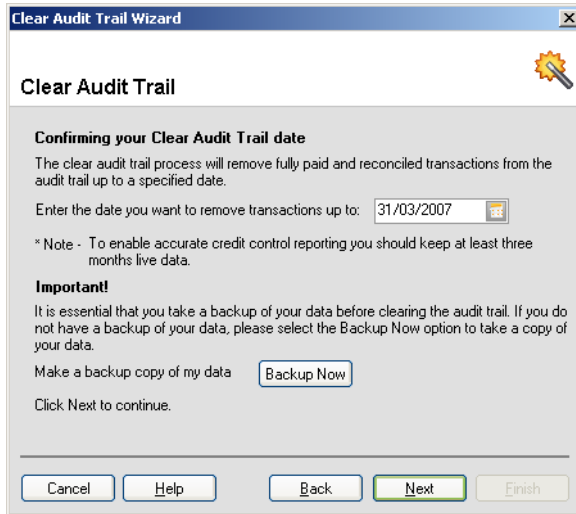 Clear Audit Trail Wizard
Clear Audit Trail
Confirming your Clear Audit Trail date
The clear audit trail process will remove fully paid and reconciled transactions from the
audit trail up to a specified date.
Enter the date you want to remove transactions up to: 31/03/2007
* Note - To enable accurate credit control reporting you should keep at least three
months live data.
Important!
It is essential that you take a backup of your data before clearing the audit trail. If you do
not have a backup of your data, please select the Backup Now option to take a copy of
your data.
Make a backup copy of my data Backup Now
Click Next to continue.
Cancel Help Back Next Finish